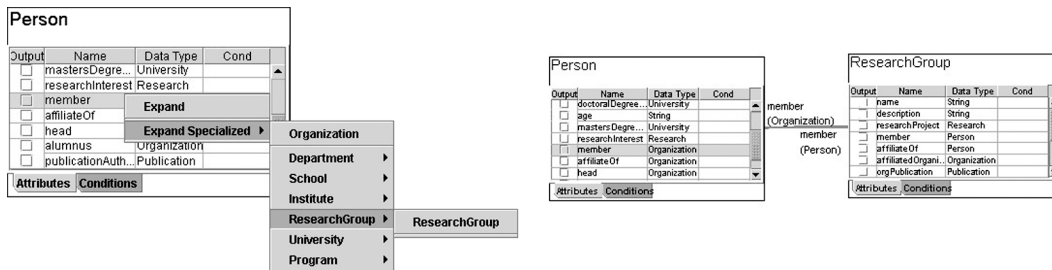 Person
Output Name Data Type Cond
mastersDegre... University
researchInterest Research
member
affiliateOf
head
alumnus Organization
publicationAuth... Publication
Attributes Conditions
Expand
Expand Specialized
Organization
Department
School
Institute
ResearchGroup
University
Program
ResearchGroup
Person
Output Name Data Type Cond
doctoralDegree... University
age String
mastersDegre... University
researchInterest Research
member Organization
affiliateOf Organization
head Organization
Attributes Conditions
member
(Organization)
member
(Person)
ResearchGroup
Output Name Data Type Cond
name String
description String
researchProject Research
member Person
affiliateOf Person
affiliatedOrgani... Organization
orgPublication Publication
Attributes Conditions